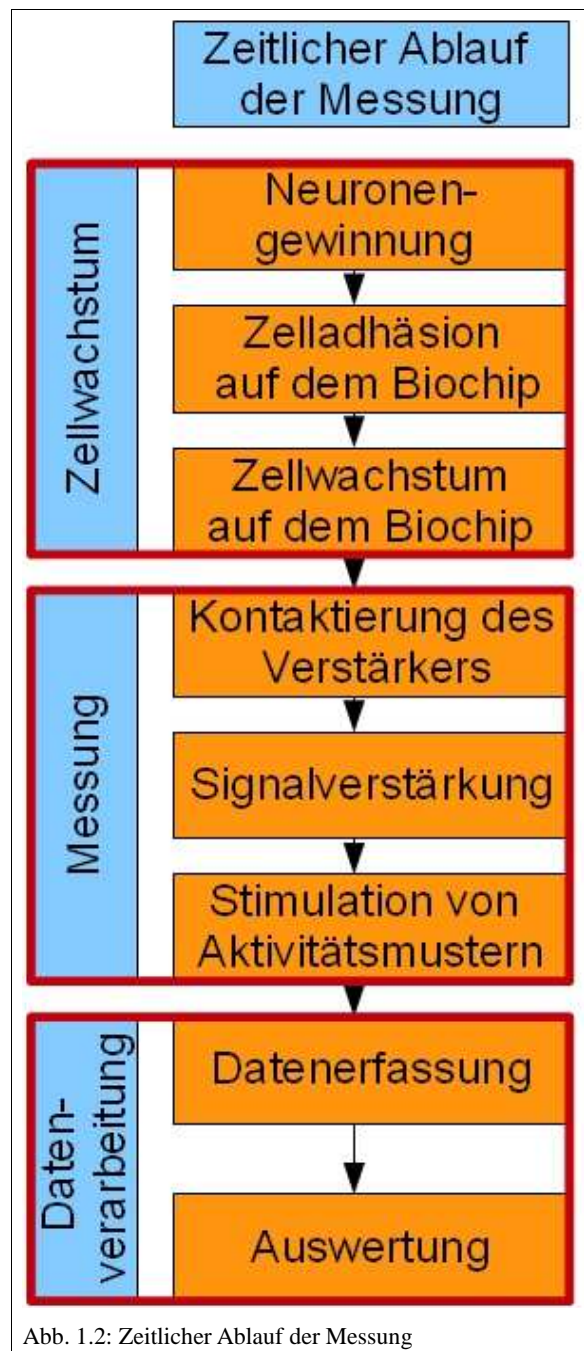 Zeitlicher Ablauf
der Messung
Zellwachstum
Neuronen-
gewinnung
Zelladhäsion
auf dem Biochip
Zellwachstum
auf dem Biochip
Messung
Kontaktierung des
Verstärkers
Signalverstärkung
Stimulation von
Aktivitätsmustern
Daten-
verarbeitung
Datenerfassung
Auswertung
Abb. 1.2: Zeitlicher Ablauf der Messung